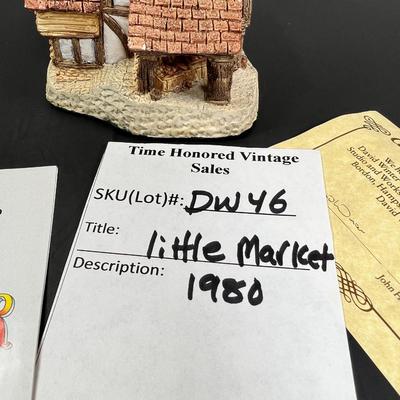 Time Honored Vintage
Sales
SKU(Lot)#: DW46
Title: little Market
Description: 1980
David Winter
Studio and Works
Bordon, Hamps
David
John H